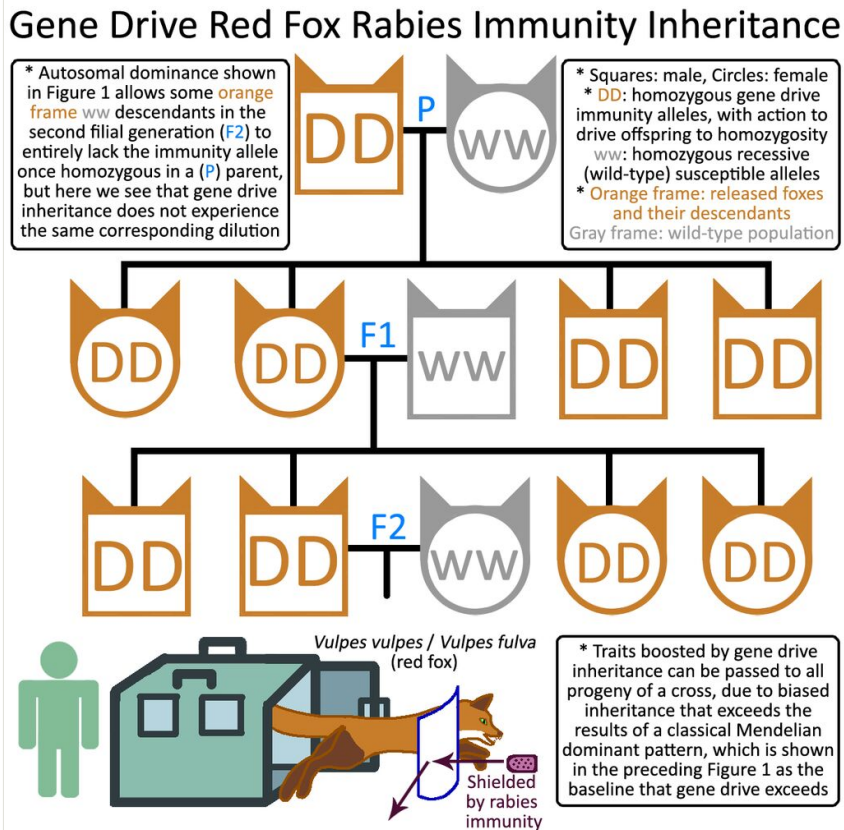 Gene Drive Red Fox Rabies Immunity Inheritance
* Autosomal dominance shown
in Figure 1 allows some orange
frame ww descendants in the
second filial generation (F2) to
entirely lack the immunity allele
once homozygous in a (P) parent,
but here we see that gene drive
inheritance does not experience
the same corresponding dilution
DD
P
ww
* Squares: male, Circles: female
* DD: homozygous gene drive
immunity alleles, with action to
drive offspring to homozygosity
ww: homozygous recessive
(wild-type) susceptible alleles
* Orange frame: released foxes
and their descendants
Gray frame: wild-type population
DD
DD
F1
ww
DD
DD
DD
DD
F2
ww
DD
DD
Vulpes vulpes / Vulpes fulva
(red fox)
Shielded
by rabies
immunity
* Traits boosted by gene drive
inheritance can be passed to all
progeny of a cross, due to biased
inheritance that exceeds the
results of a classical Mendelian
dominant pattern, which is shown
in the preceding Figure 1 as the
baseline that gene drive exceeds